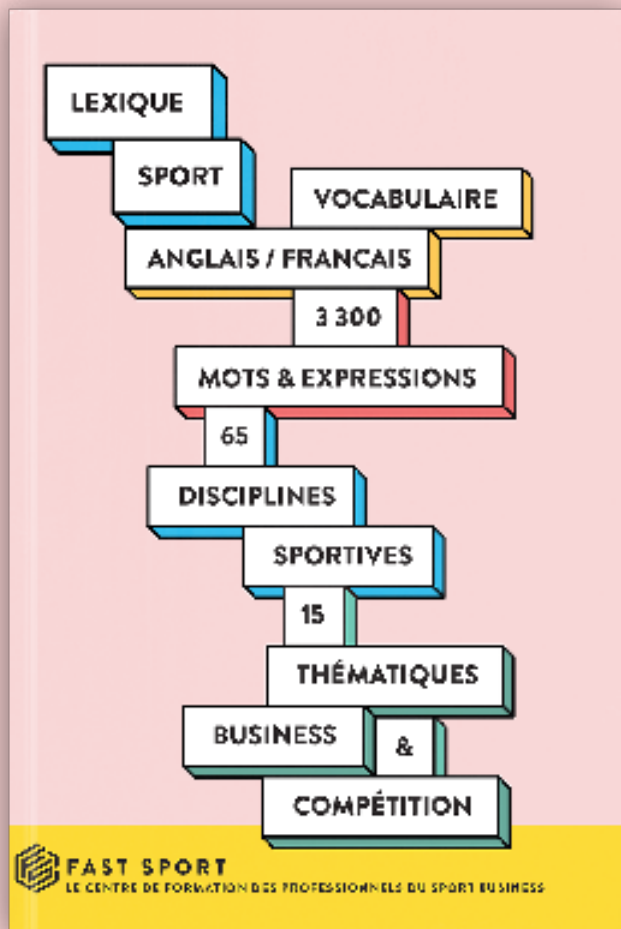 LEXIQUE
SPORT
VOCABULAIRE
ANGLAIS / FRANCAIS
3 300
MOTS & EXPRESSIONS
65
DISCIPLINES
SPORTIVES
15
THÉMATIQUES
BUSINESS
&
COMPÉTITION
FAST SPORT
LE CENTRE DE FORMATION DES PROFESSIONNELS DU SPORT BUSINESS